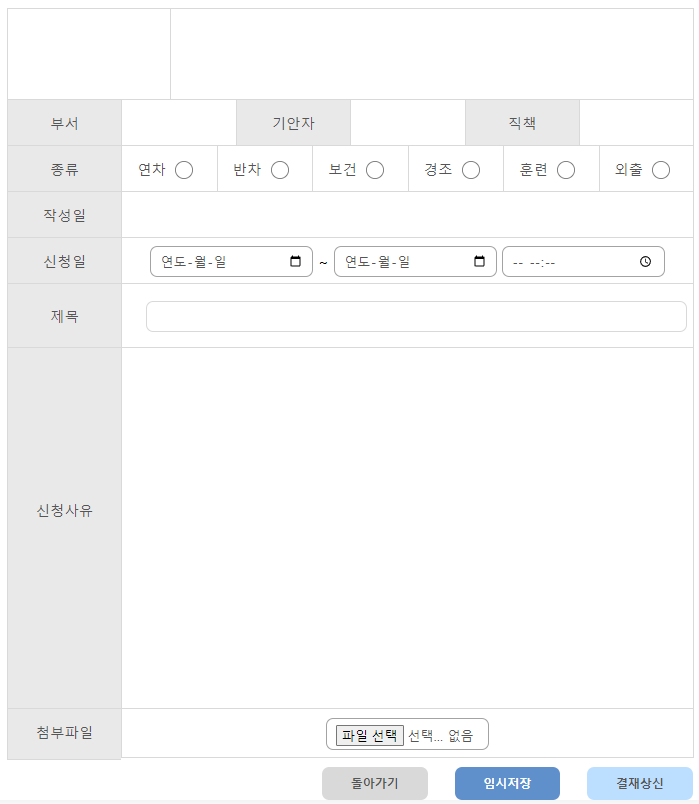 부서 기안자 직책
종류 연차 반차 보건 경조 훈련 외출
작성일
신청일 연도-월-일 ~ 연도-월-일 -- --:--
제목
신청사유
첨부파일 파일 선택 선택... 없음
돌아가기 임시저장 결재상신